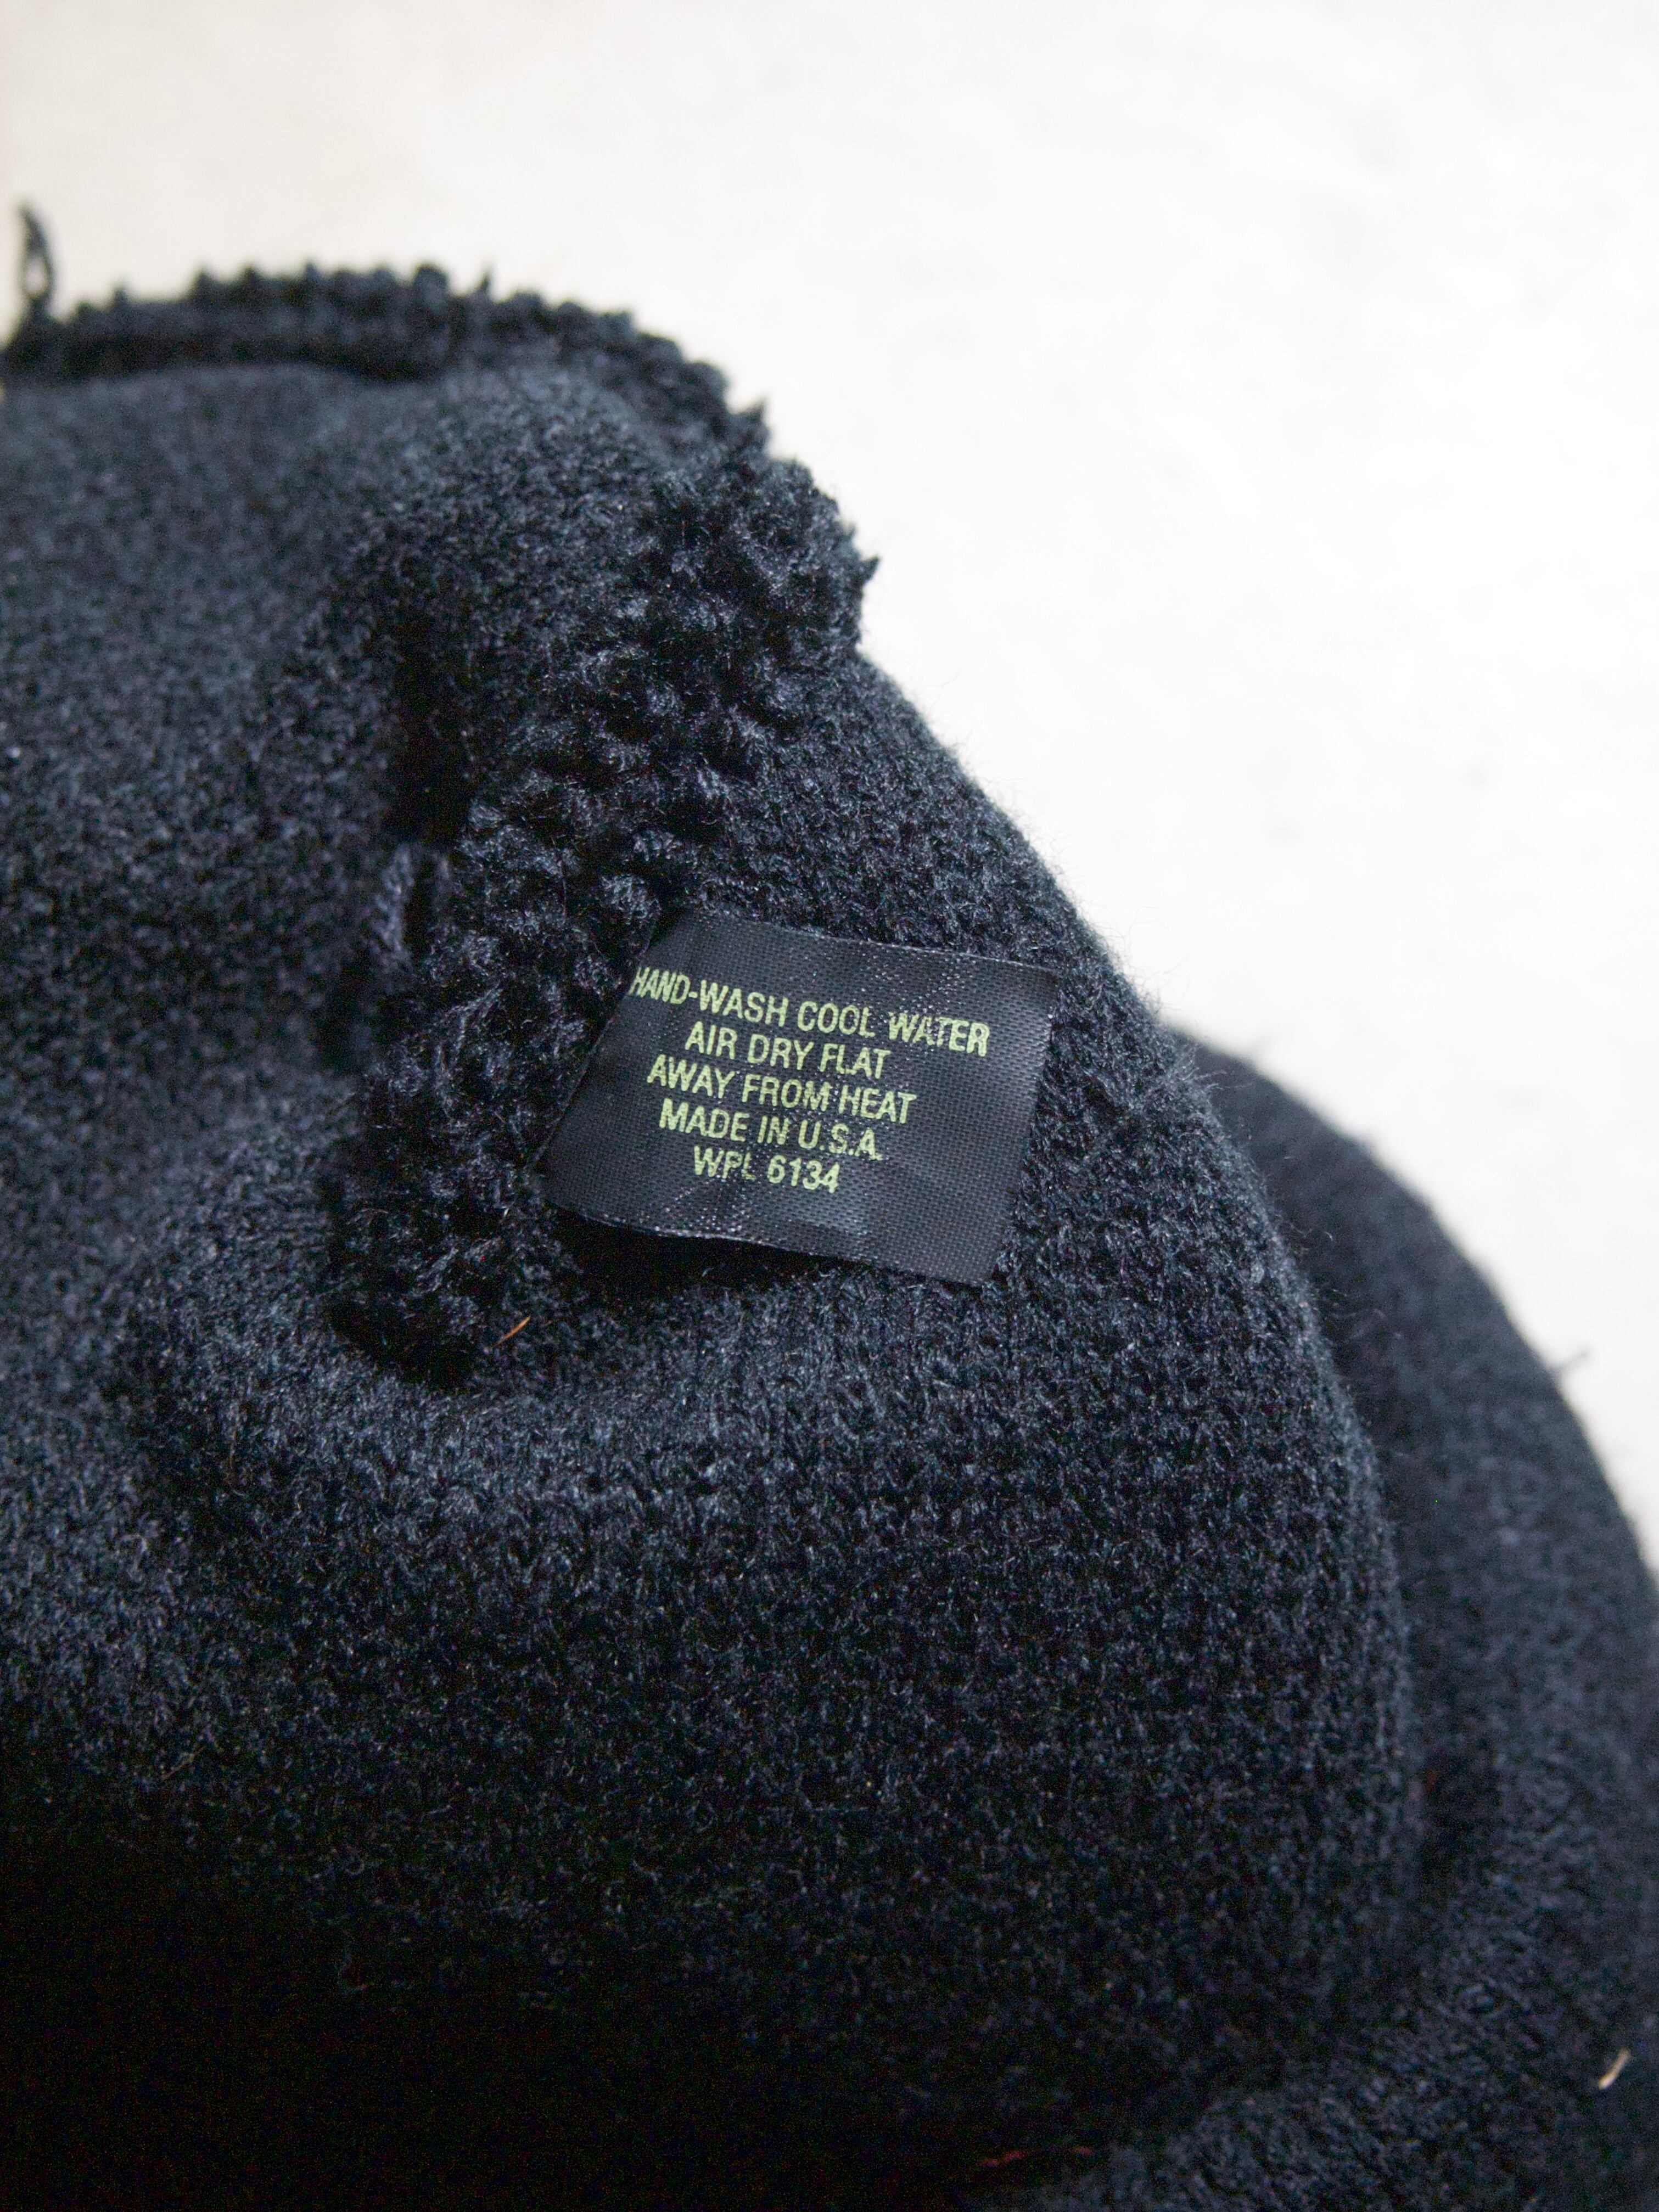 HAND-WASH COOL WATER
AIR DRY FLAT
AWAY FROM HEAT
MADE IN U.S.A.
WPL 6134